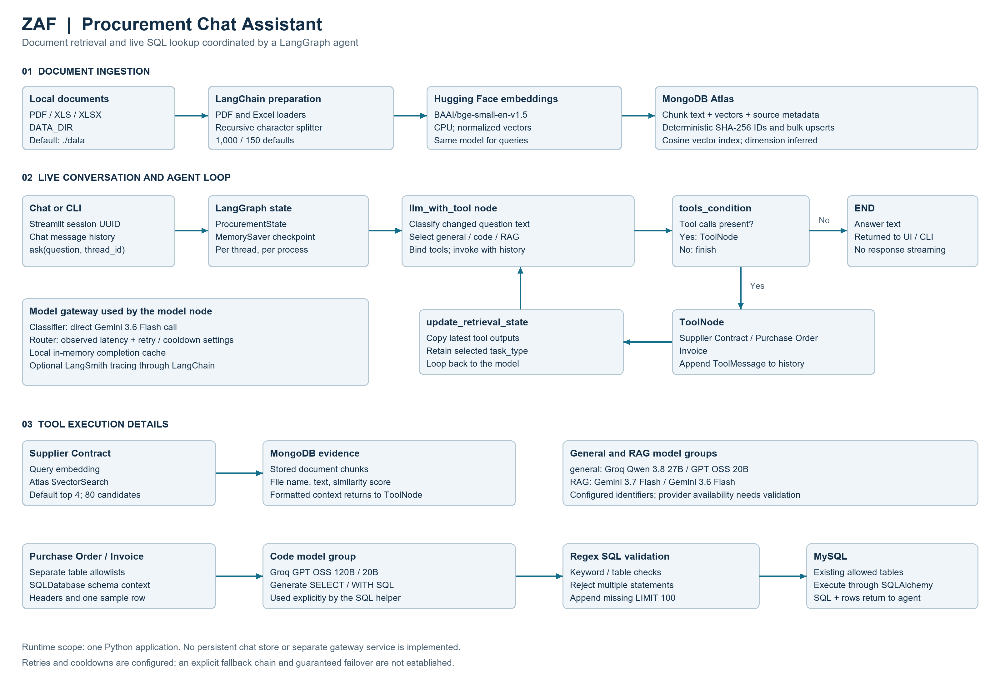 ZAF | Procurement Chat Assistant
Document retrieval and live SQL lookup coordinated by a LangGraph agent
01 DOCUMENT INGESTION
Local documents
PDF / XLS / XLSX
DATA_DIR
Default: ./data
LangChain preparation
PDF and Excel loaders
Recursive character splitter
1,000 / 150 defaults
Hugging Face embeddings
BAAI/bge-small-en-v1.5
CPU; normalized vectors
Same model for queries
MongoDB Atlas
Chunk text + vectors + source metadata
Deterministic SHA-256 IDs and bulk upserts
Cosine vector index; dimension inferred
02 LIVE CONVERSATION AND AGENT LOOP
Chat or CLI
Streamlit session UUID
Chat message history
ask(question, thread_id)
LangGraph state
ProcurementState
MemorySaver checkpoint
Per thread, per process
llm_with_tool node
Classify changed question text
Select general / code / RAG
Bind tools; invoke with history
tools_condition
Tool calls present?
Yes: ToolNode
No: finish
No
END
Answer text
Returned to UI / CLI
No response streaming
Yes
Model gateway used by the model node
Classifier: direct Gemini 3.6 Flash call
Router: observed latency + retry / cooldown settings
Local in-memory completion cache
Optional LangSmith tracing through LangChain
update_retrieval_state
Copy latest tool outputs
Retain selected task_type
Loop back to the model
ToolNode
Supplier Contract / Purchase Order
Invoice
Append ToolMessage to history
03 TOOL EXECUTION DETAILS
Supplier Contract
Query embedding
Atlas $vectorSearch
Default top 4; 80 candidates
MongoDB evidence
Stored document chunks
File name, text, similarity score
Formatted context returns to ToolNode
General and RAG model groups
general: Groq Qwen 3.8 27B / GPT OSS 20B
RAG: Gemini 3.7 Flash / Gemini 3.6 Flash
Configured identifiers; provider availability needs validation
Purchase Order / Invoice
Separate table allowlists
SQLDatabase schema context
Headers and one sample row
Code model group
Groq GPT OSS 120B / 20B
Generate SELECT / WITH SQL
Used explicitly by the SQL helper
Regex SQL validation
Keyword / table checks
Reject multiple statements
Append missing LIMIT 100
MySQL
Existing allowed tables
Execute through SQLAlchemy
SQL + rows return to agent
Runtime scope: one Python application. No persistent chat store or separate gateway service is implemented.
Retries and cooldowns are configured; an explicit fallback chain and guaranteed failover are not established.